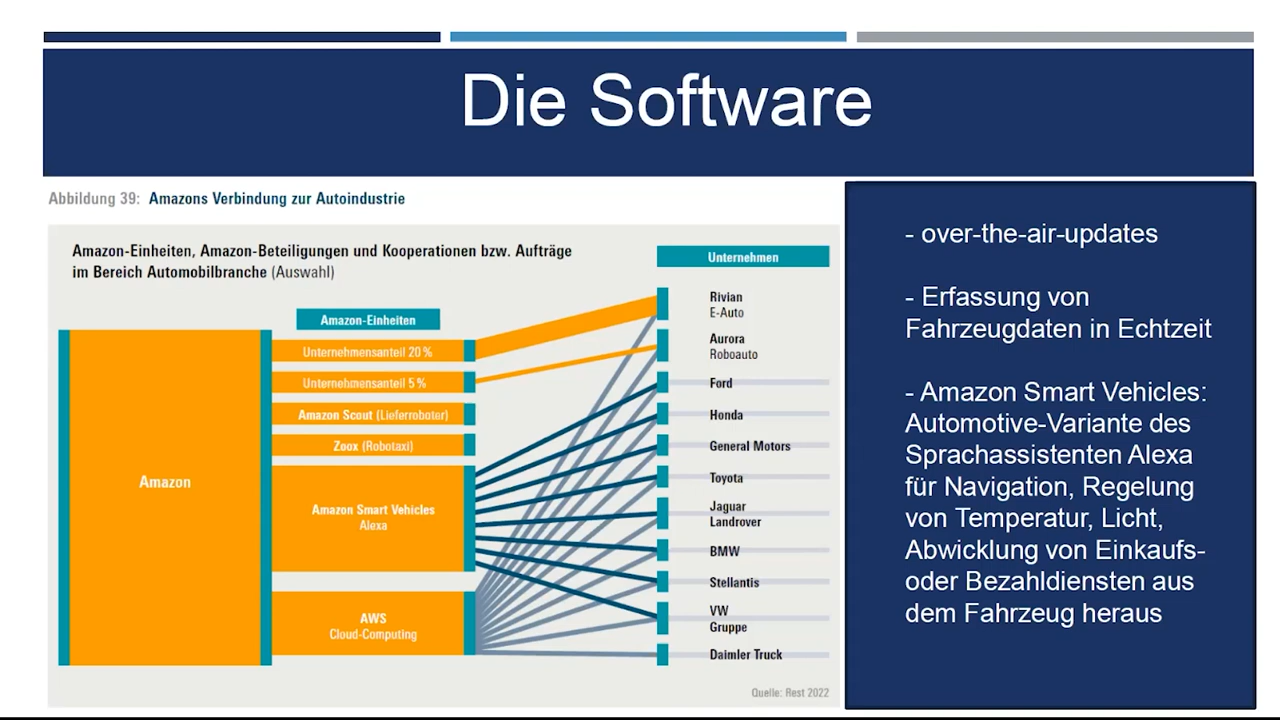 Die Software
Abbildung 39: Amazons Verbindung zur Autoindustrie
Amazon-Einheiten, Amazon-Beteiligungen und Kooperationen bzw. Aufträge
im Bereich Automobilbranche (Auswahl)
Amazon
Amazon-Einheiten
Unternehmensanteil 20 %
Unternehmensanteil 5 %
Amazon Scout (Lieferroboter)
Zoox (Robotaxi)
Amazon Smart Vehicles
Alexa
AWS
Cloud-Computing
Unternehmen
Rivian
E-Auto
Aurora
Roboauto
Ford
Honda
General Motors
Toyota
Jaguar
Landrover
BMW
Stellantis
VW
Gruppe
Daimler Truck
Quelle: Rest 2022
- over-the-air-updates
- Erfassung von
Fahrzeugdaten in Echtzeit
- Amazon Smart Vehicles:
Automotive-Variante des
Sprachassistenten Alexa
für Navigation, Regelung
von Temperatur, Licht,
Abwicklung von Einkaufs-
oder Bezahldiensten aus
dem Fahrzeug heraus